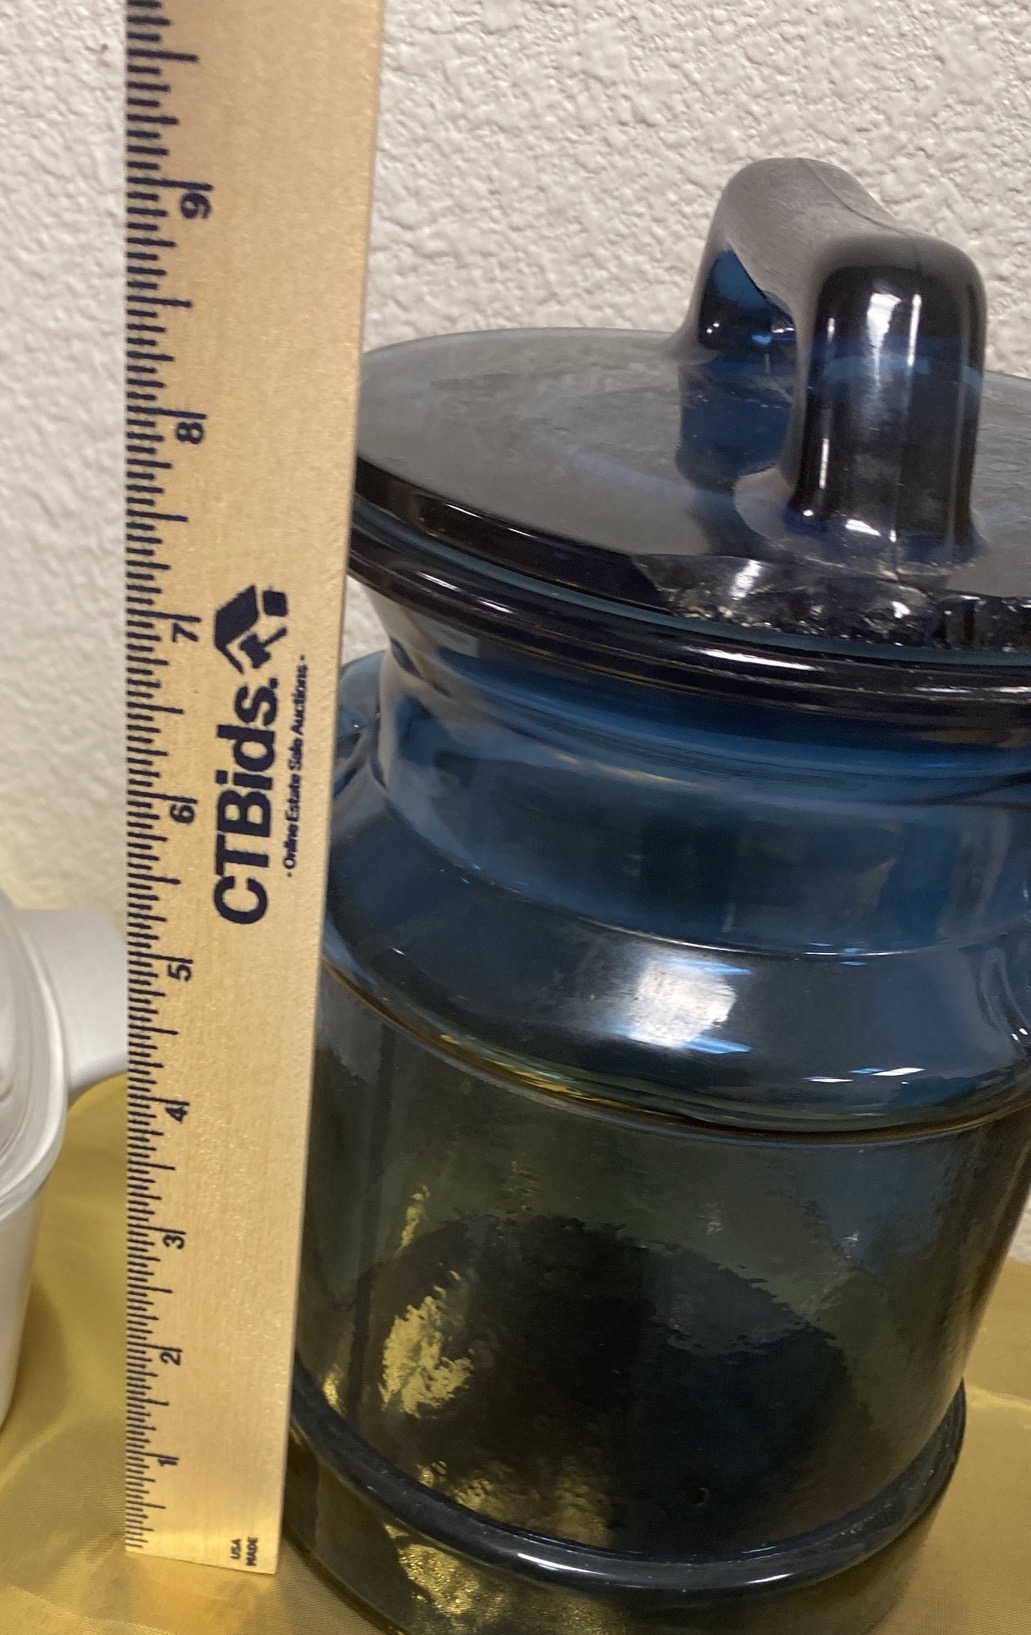 9
8
7
6
5
4
3
2
1
CTBids.
- Online Estate Sale Auctions -
USA
MADE